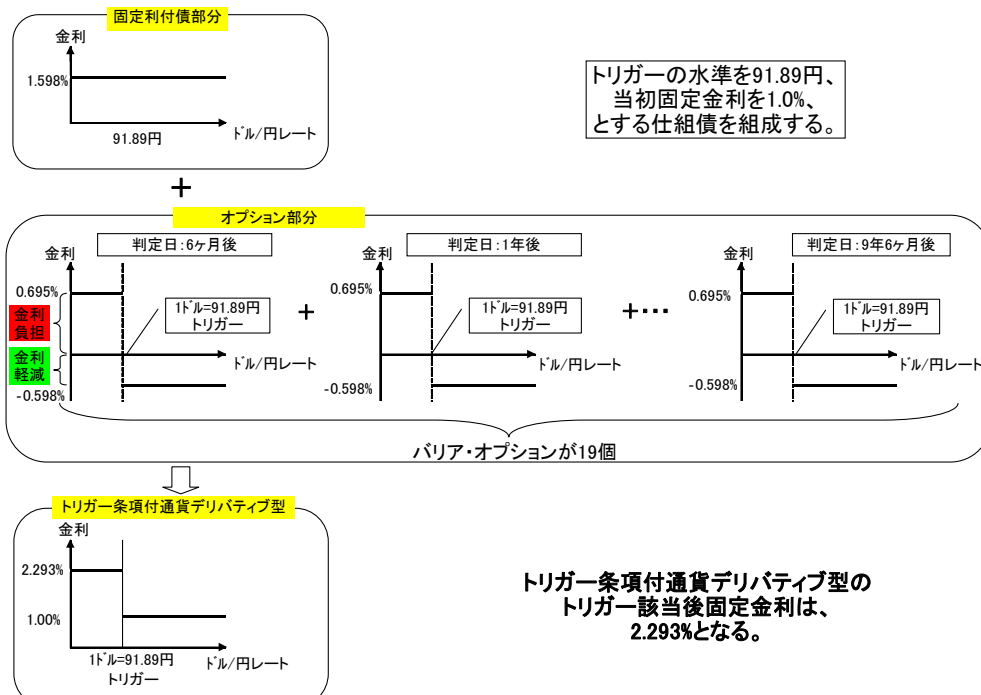 固定利付債部分
金利
1.598%
91.89円
ﾄﾞﾙ/円レート
トリガーの水準を91.89円、
当初固定金利を1.0%、
とする仕組債を組成する。
+
オプション部分
判定日:6ヶ月後
金利
0.695%
金利
負担
金利
軽減
-0.598%
1ﾄﾞﾙ=91.89円
トリガー
ﾄﾞﾙ/円レート
+
判定日:1年後
金利
0.695%
-0.598%
1ﾄﾞﾙ=91.89円
トリガー
ﾄﾞﾙ/円レート
+・・・
判定日:9年6ヶ月後
金利
0.695%
-0.598%
1ﾄﾞﾙ=91.89円
トリガー
ﾄﾞﾙ/円レート
バリア・オプションが19個
トリガー条項付通貨デリバティブ型
金利
2.293%
1.00%
1ﾄﾞﾙ=91.89円
トリガー
ﾄﾞﾙ/円レート
トリガー条項付通貨デリバティブ型の
トリガー該当後固定金利は、
2.293%となる。